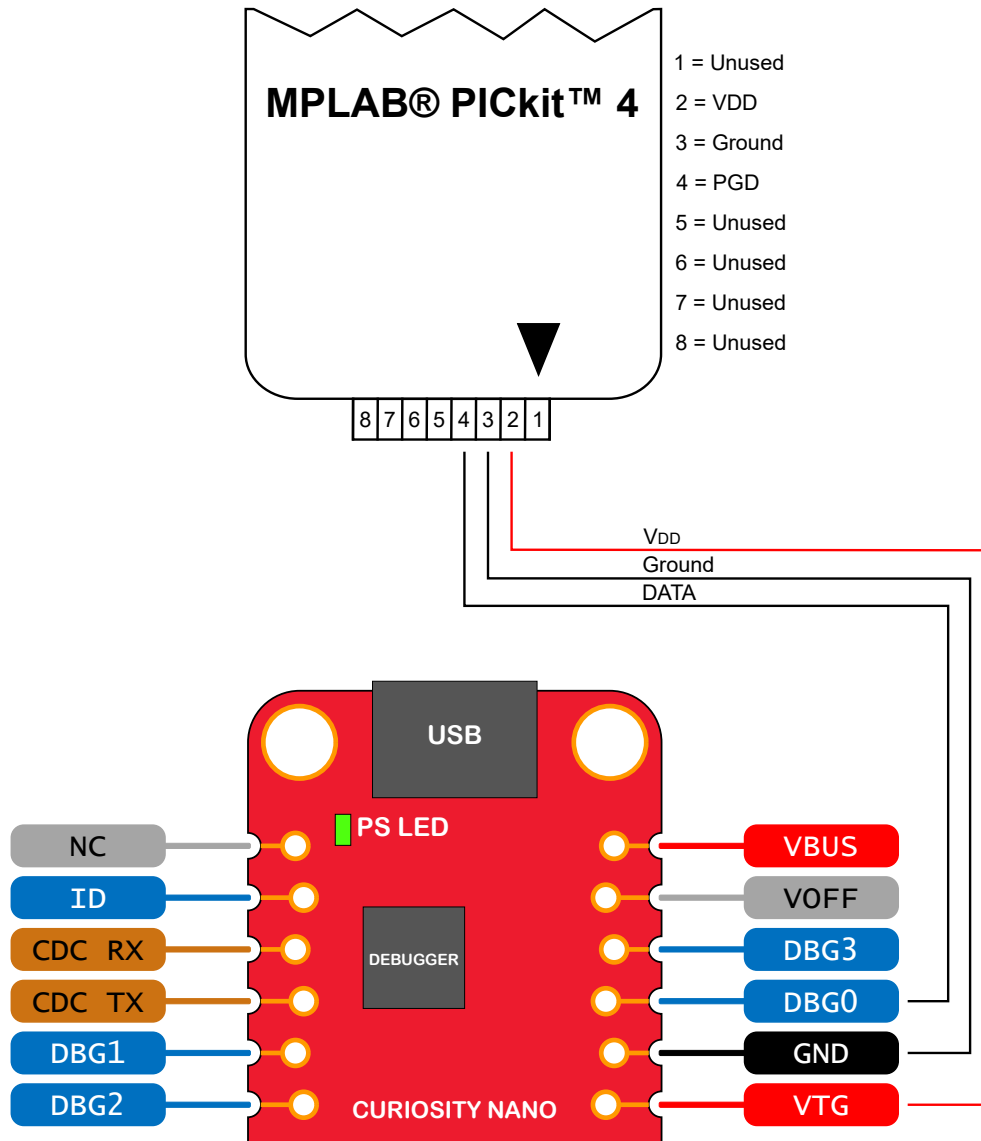 MPLAB® PICkit™ 4
1 = Unused
2 = VDD
3 = Ground
4 = PGD
5 = Unused
6 = Unused
7 = Unused
8 = Unused
8 7 6 5 4 3 2 1
VDD
Ground
DATA
USB
PS LED
NC
VBUS
ID
VOFF
CDC RX
DEBUGGER
DBG3
CDC TX
DBG0
DBG1
GND
DBG2
CURIOSITY NANO
VTG